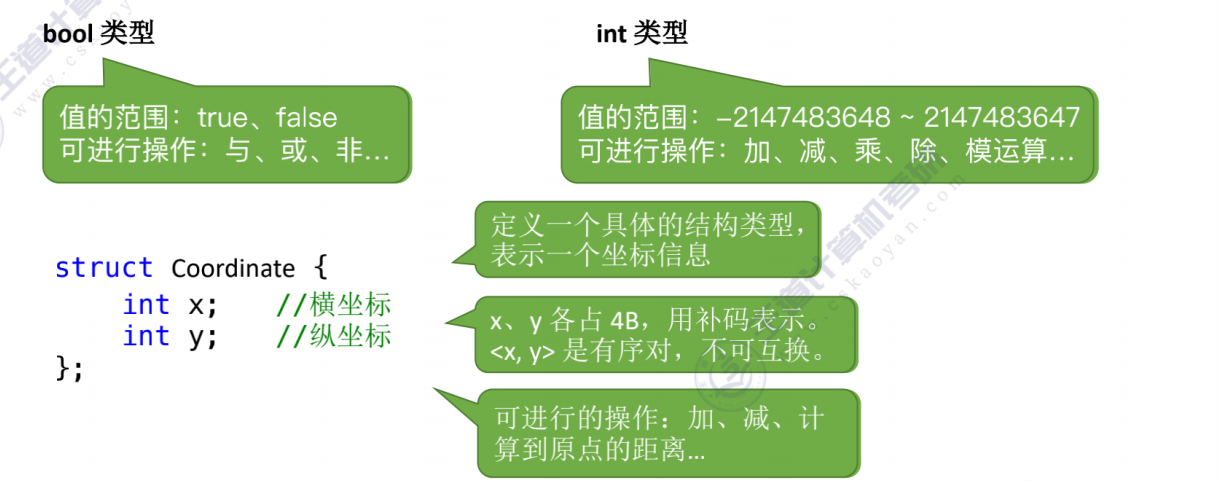 bool 类型
int 类型
值的范围：true、false
可进行操作：与、或、非...
值的范围：-2147483648 ~ 2147483647
可进行操作：加、减、乘、除、模运算...
定义一个具体的结构类型，
表示一个坐标信息
struct Coordinate {
int x; //横坐标
int y; //纵坐标
};
x、y 各占 4B，用补码表示。
<x, y> 是有序对，不可互换。
可进行的操作：加、减、计
算到原点的距离...
王道计算机考研
www.cskaoyan.com